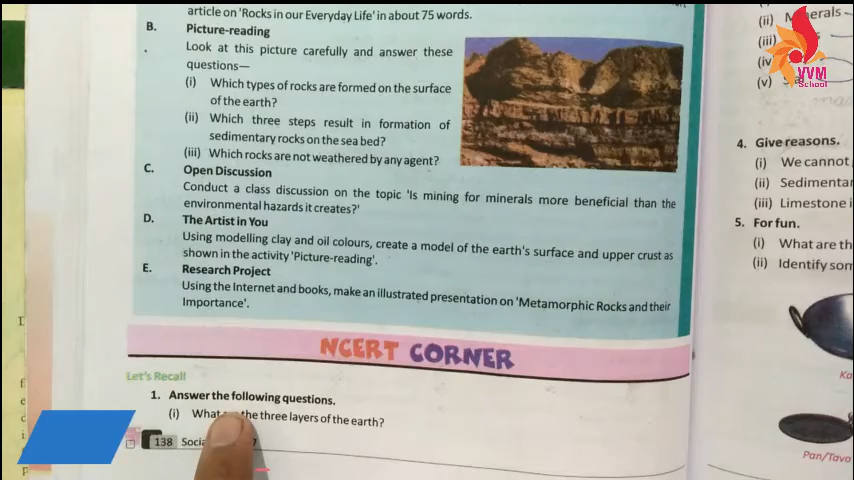 article on 'Rocks in our Everyday Life' in about 75 words.
B. Picture-reading
Look at this picture carefully and answer these
questions—
(i) Which types of rocks are formed on the surface
of the earth?
(ii) Which three steps result in formation of
sedimentary rocks on the sea bed?
(iii) Which rocks are not weathered by any agent?
C. Open Discussion
Conduct a class discussion on the topic 'Is mining for minerals more beneficial than the
environmental hazards it creates?'
D. The Artist in You
Using modelling clay and oil colours, create a model of the earth's surface and upper crust as
shown in the activity 'Picture-reading'.
E. Research Project
Using the Internet and books, make an illustrated presentation on 'Metamorphic Rocks and their
Importance'.
NCERT CORNER
Let's Recall
1. Answer the following questions.
(i) What the three layers of the earth?
138 Socia
(ii)
(iii)
(iv
(v)
VVM
School
4. Give reasons.
(i) We cannot
(ii) Sedimenta
(iii) Limestone i
5. For fun.
(i) What are th
(ii) Identify som
Ka
Pan/Tava